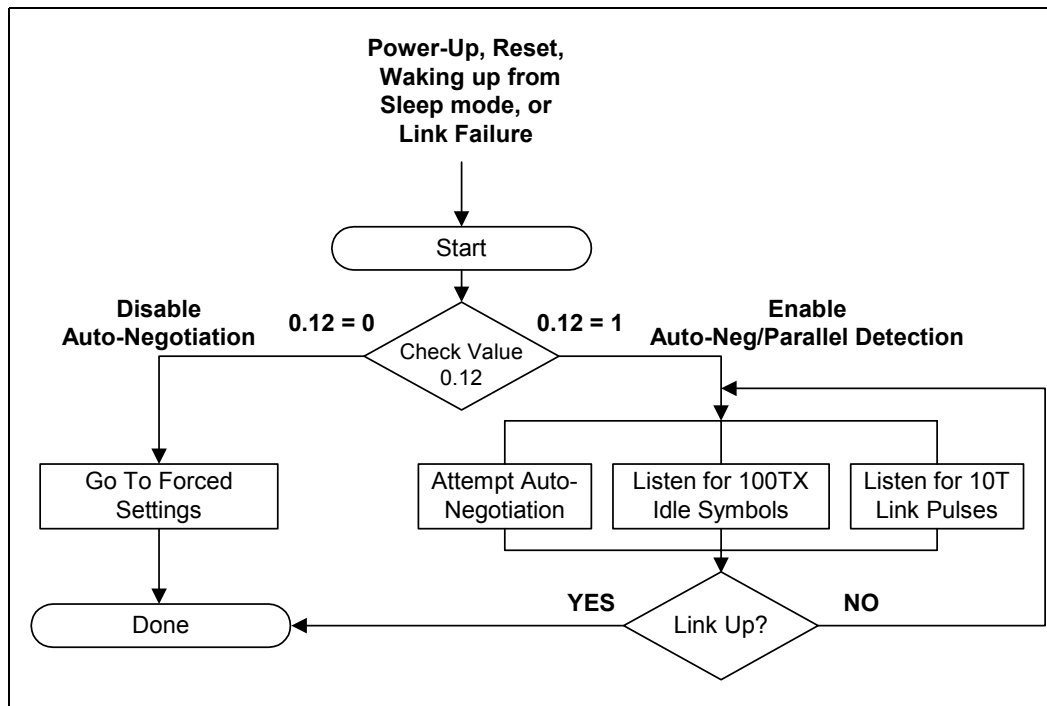 Power-Up, Reset,
Waking up from
Sleep mode, or
Link Failure
Start
Disable
Auto-Negotiation
0.12 = 0
0.12 = 1
Enable
Auto-Neg/Parallel Detection
Check Value
0.12
Go To Forced
Settings
Attempt Auto-
Negotiation
Listen for 100TX
Idle Symbols
Listen for 10T
Link Pulses
Done
YES
Link Up?
NO